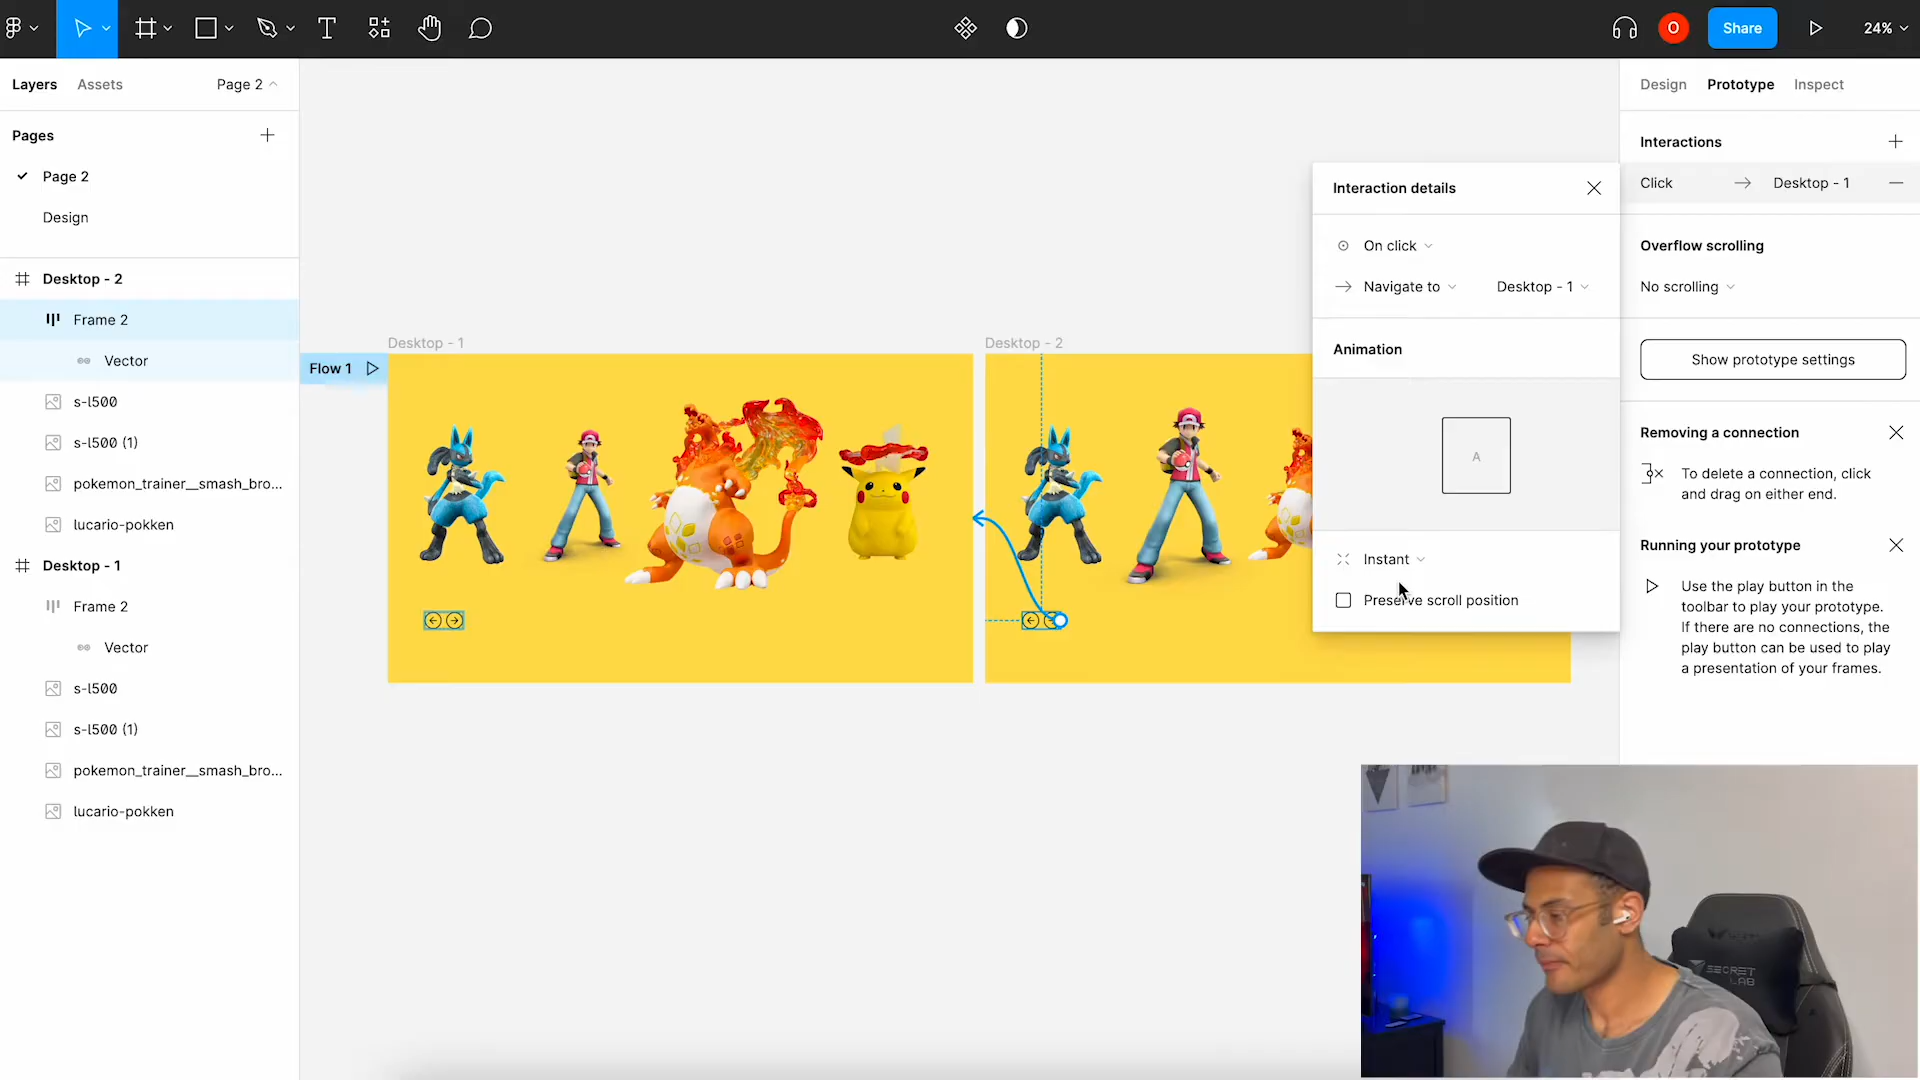 O
Share
24%
Layers
Assets
Page 2
Pages
Page 2
Design
Desktop - 2
Frame 2
Vector
s-l500
s-l500 (1)
pokemon_trainer__smash_bro...
lucario-pokken
Desktop - 1
Frame 2
Vector
s-l500
s-l500 (1)
pokemon_trainer__smash_bro...
lucario-pokken
Flow 1
Desktop - 1
Desktop - 2
Interaction details
On click
Navigate to
Desktop - 1
Animation
A
Instant
Preserve scroll position
Design
Prototype
Inspect
Interactions
Click
Desktop - 1
Overflow scrolling
No scrolling
Show prototype settings
Removing a connection
To delete a connection, click
and drag on either end.
Running your prototype
Use the play button in the
toolbar to play your prototype.
If there are no connections, the
play button can be used to play
a presentation of your frames.
SECRET
LAB